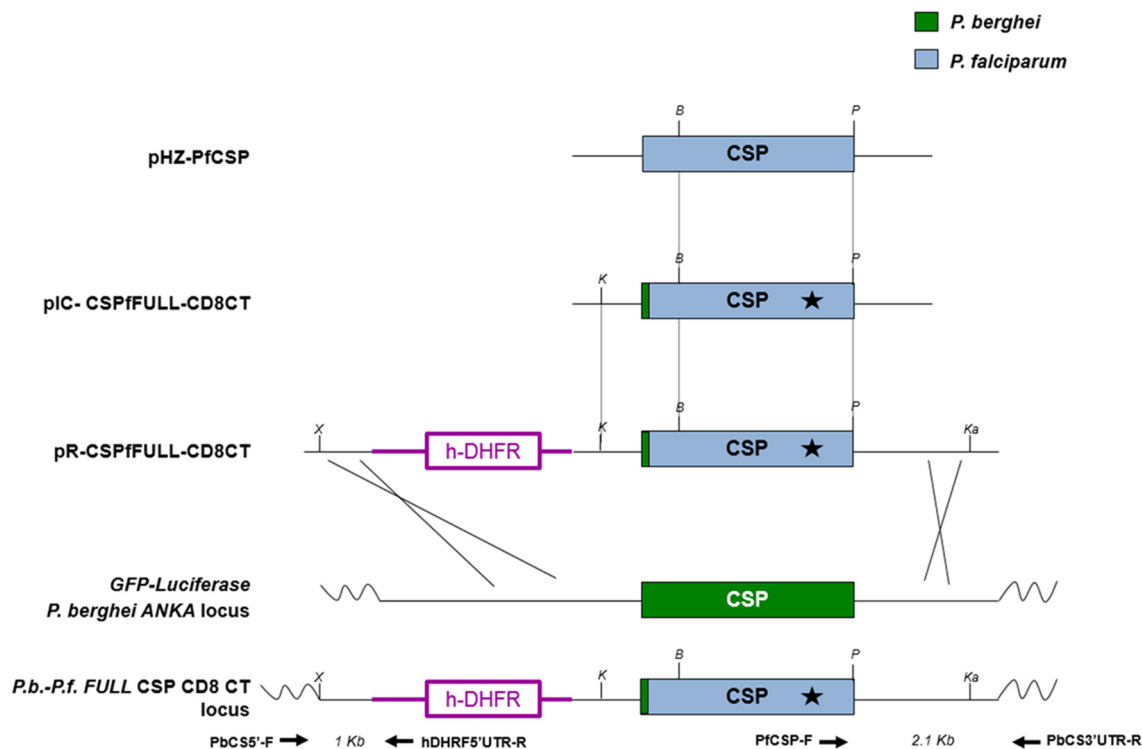 P. berghei
P. falciparum
B P
pHZ-PfCSP CSP
K B P
pIC- CSPfFULL-CD8CT CSP
X K B P Ka
pR-CSPfFULL-CD8CT h-DHFR CSP
GFP-Luciferase
P. berghei ANKA locus CSP
X K B P Ka
P.b.-P.f. FULL CSP CD8 CT h-DHFR CSP
locus
PbCS5'-F 1 Kb hDHRF5'UTR-R PfCSP-F 2.1 Kb PbCS3'UTR-R